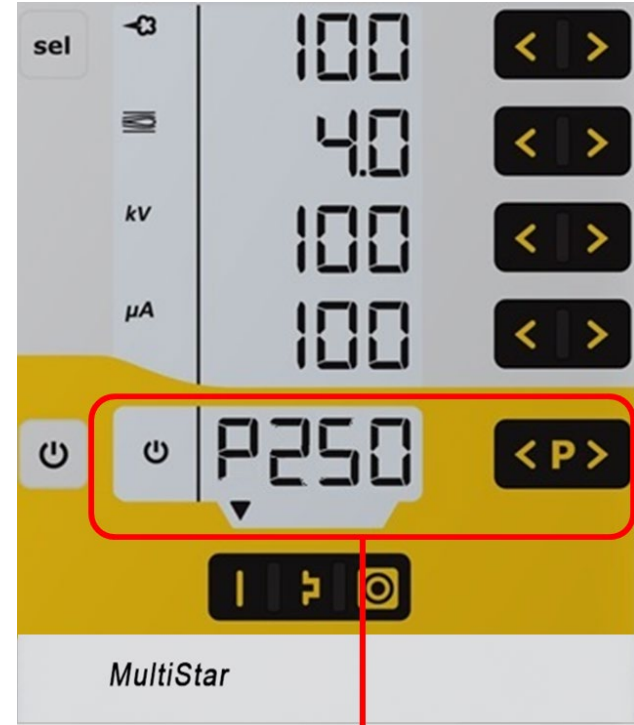 sel 100 < >
4.0 < >
kV 100 < >
µA 100 < >
P250 < P >
MultiStar